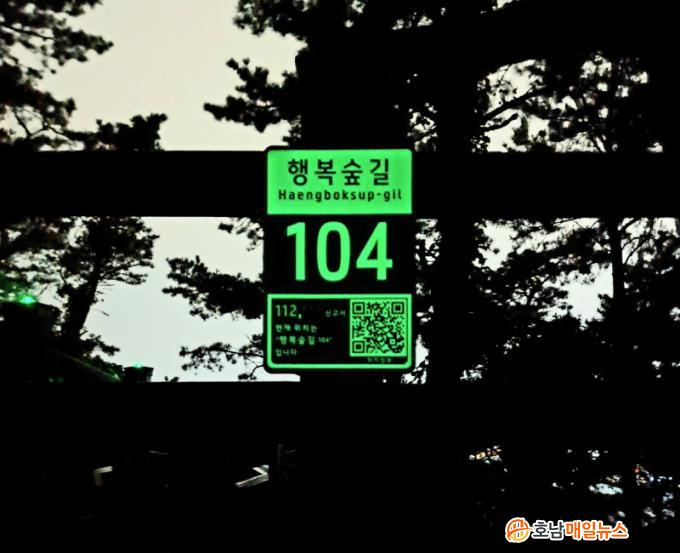 행복숲길
Haengboksup-gil
104
112, 신고시
현재 위치는
"행복숲길 104"
입니다
호남매일뉴스